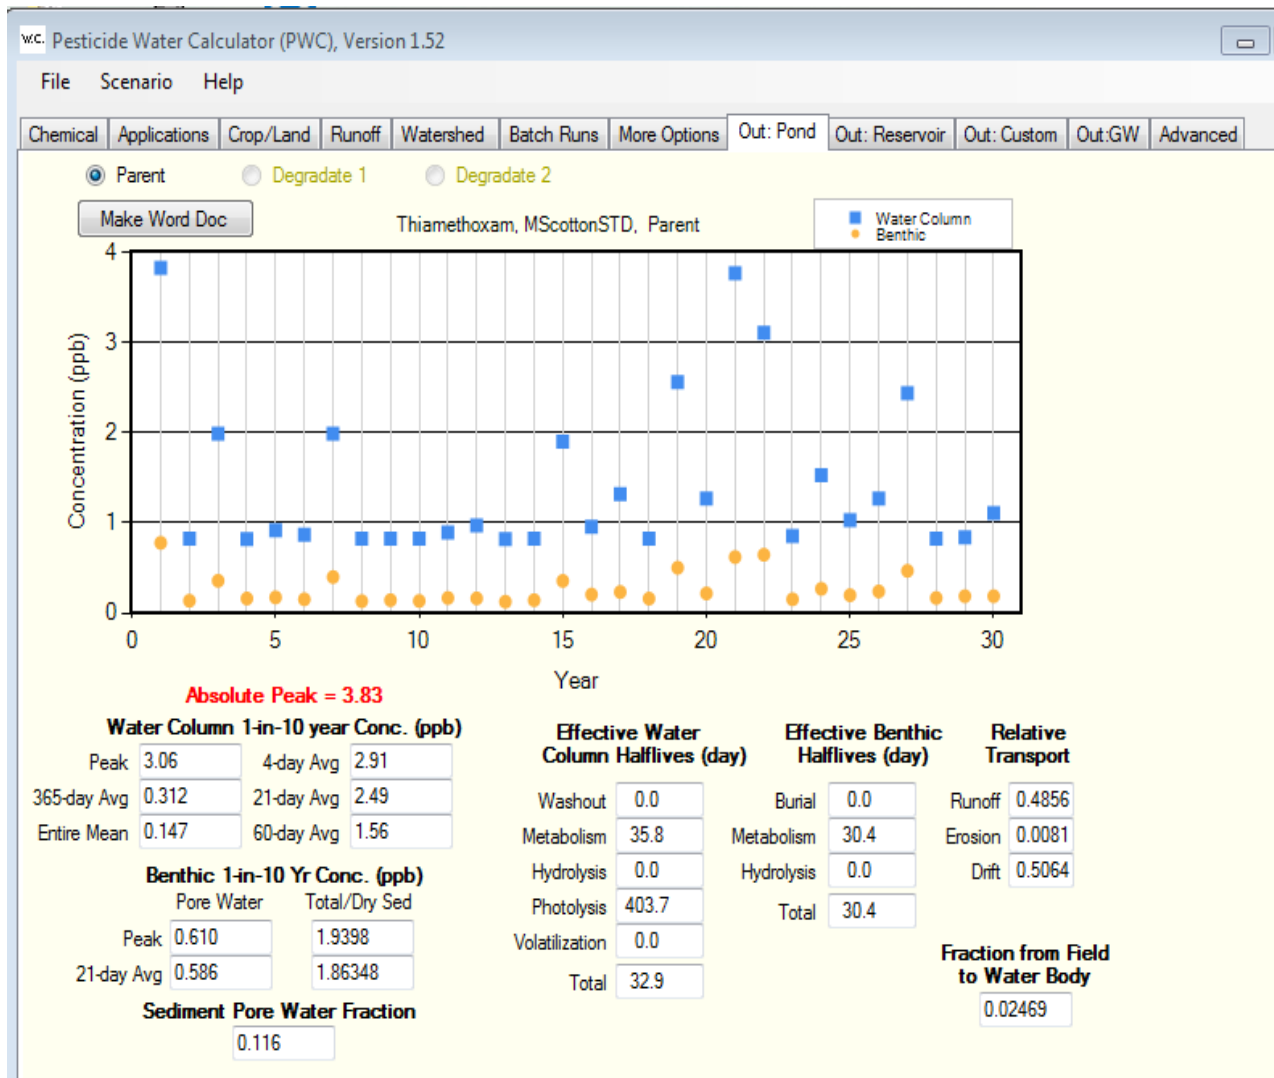 W.C. Pesticide Water Calculator (PWC), Version 1.52
File Scenario Help
Chemical Applications Crop/Land Runoff Watershed Batch Runs More Options Out: Pond Out: Reservoir Out: Custom Out:GW Advanced
Parent Degradate 1 Degradate 2
Make Word Doc
Thiamethoxam, MScottonSTD, Parent
Water Column
Benthic
4
3
2
1
0
Concentration (ppb)
0 5 10 15 20 25 30
Year
Absolute Peak = 3.83
Water Column 1-in-10 year Conc. (ppb)
Peak 3.06 4-day Avg 2.91
365-day Avg 0.312 21-day Avg 2.49
Entire Mean 0.147 60-day Avg 1.56
Benthic 1-in-10 Yr Conc. (ppb)
Pore Water Total/Dry Sed
Peak 0.610 1.9398
21-day Avg 0.586 1.86348
Sediment Pore Water Fraction
0.116
Effective Water
Column Halflives (day)
Washout 0.0
Metabolism 35.8
Hydrolysis 0.0
Photolysis 403.7
Volatilization 0.0
Total 32.9
Effective Benthic
Halflives (day)
Burial 0.0
Metabolism 30.4
Hydrolysis 0.0
Total 30.4
Relative
Transport
Runoff 0.4856
Erosion 0.0081
Drift 0.5064
Fraction from Field
to Water Body
0.02469